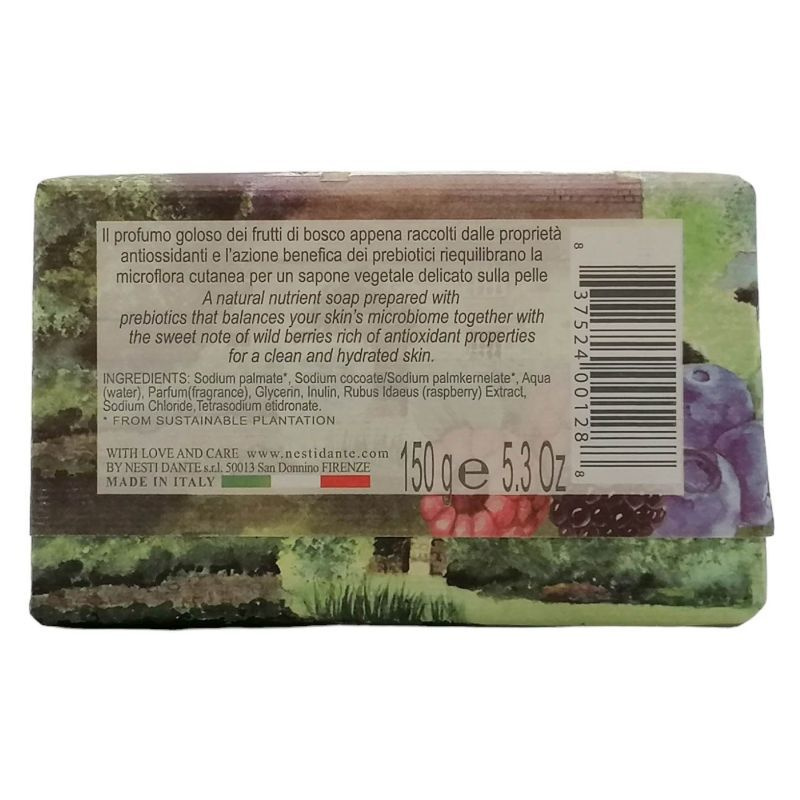 Il profumo goloso dei frutti di bosco appena raccolti dalle proprietà
antiossidanti e l'azione benefica dei prebiotici riequilibrano la
microflora cutanea per un sapone vegetale delicato sulla pelle
A natural nutrient soap prepared with
prebiotics that balances your skin's microbiome together with
the sweet note of wild berries rich of antioxidant properties
for a clean and hydrated skin.
INGREDIENTS: Sodium palmate*, Sodium cocoate/Sodium palmkernelate*, Aqua
(water), Parfum(fragrance), Glycerin, Inulin, Rubus Idaeus (raspberry) Extract,
Sodium Chloride,Tetrasodium etidronate.
* FROM SUSTAINABLE PLANTATION
WITH LOVE AND CARE www.nestidante.com
BY NESTI DANTE s.r.l. 50013 San Donnino FIRENZE
MADE IN ITALY
150 g e 5.3 Oz
8 37524 00128 8